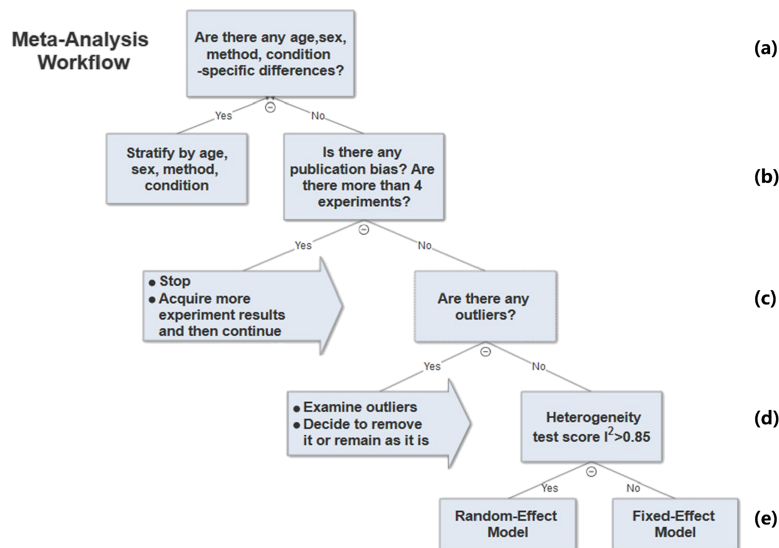 Meta-Analysis
Workflow
Are there any age,sex,
method, condition
-specific differences?
(a)
Yes
No
Stratify by age,
sex, method,
condition
Is there any
publication bias? Are
there more than 4
experiments?
(b)
Yes
No
● Stop
● Acquire more
experiment results
and then continue
Are there any
outliers?
(c)
Yes
No
● Examine outliers
● Decide to remove
it or remain as it is
Heterogeneity
test score I²>0.85
(d)
Yes
No
Random-Effect
Model
Fixed-Effect
Model
(e)